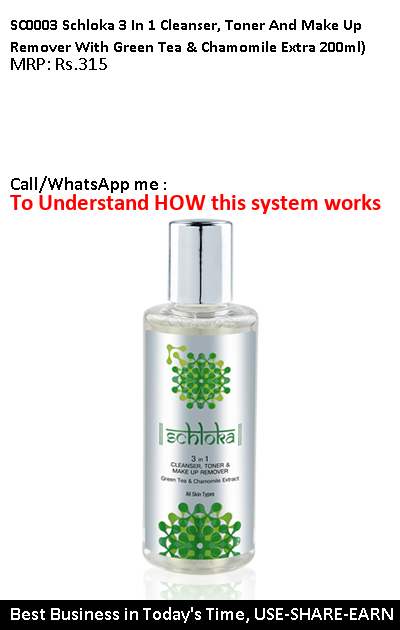 SC0003 Schloka 3 In 1 Cleanser, Toner And Make Up
Remover With Green Tea & Chamomile Extra 200ml)
MRP: Rs.315
Call/WhatsApp me :
To Understand HOW this system works
schloka
3 in 1
CLEANSER, TONER &
MAKE UP REMOVER
Green Tea & Chamomile Extract
All Skin Types
Best Business in Today's Time, USE-SHARE-EARN